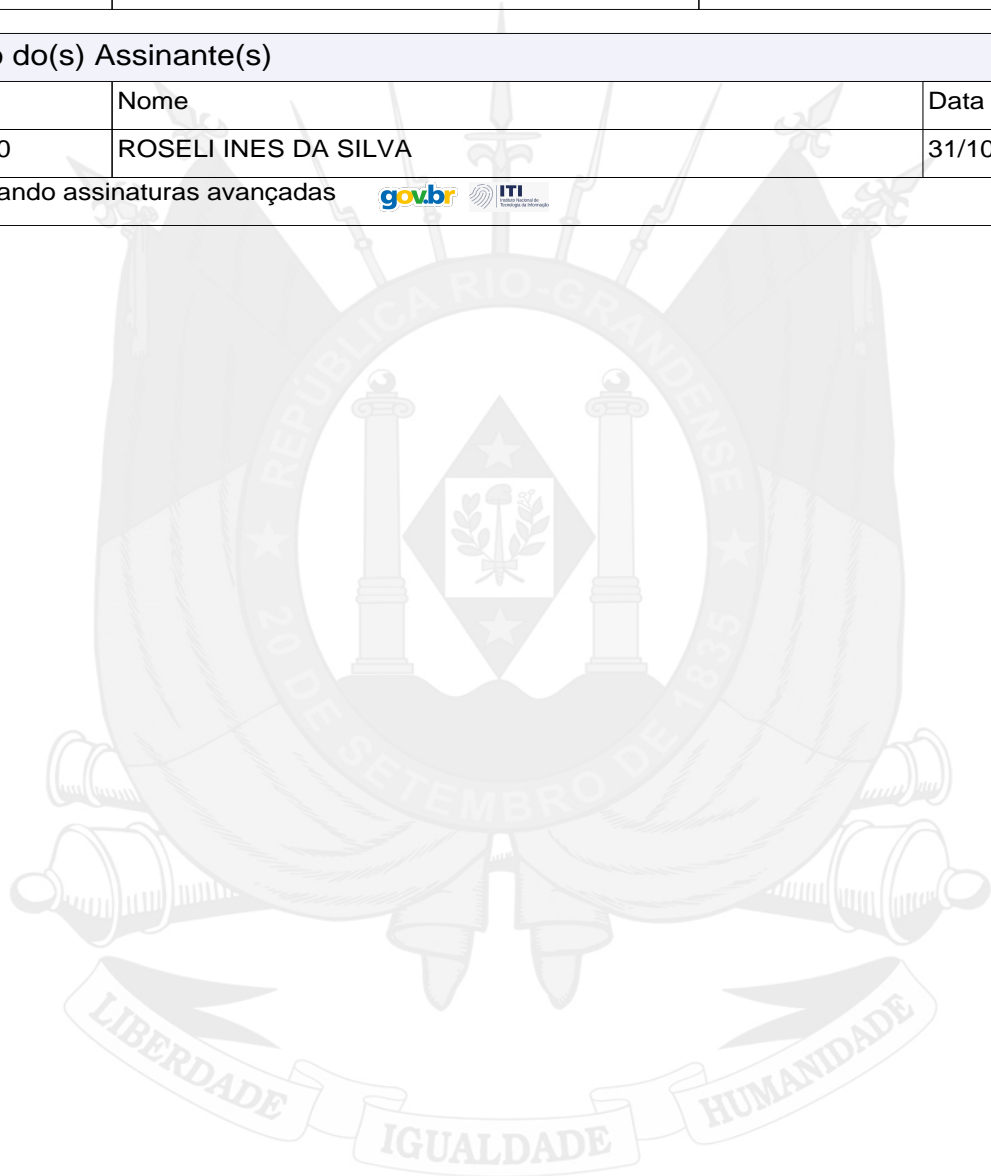 do(s) Assinante(s)
Nome Data
0 ROSELI INES DA SILVA 31/10
ando assinaturas avançadas gov.br ITI
REPÚBLICA RIO-GRANDENSE
20 DE SETEMBRO DE 1835
LIBERDADE IGUALDADE HUMANIDADE